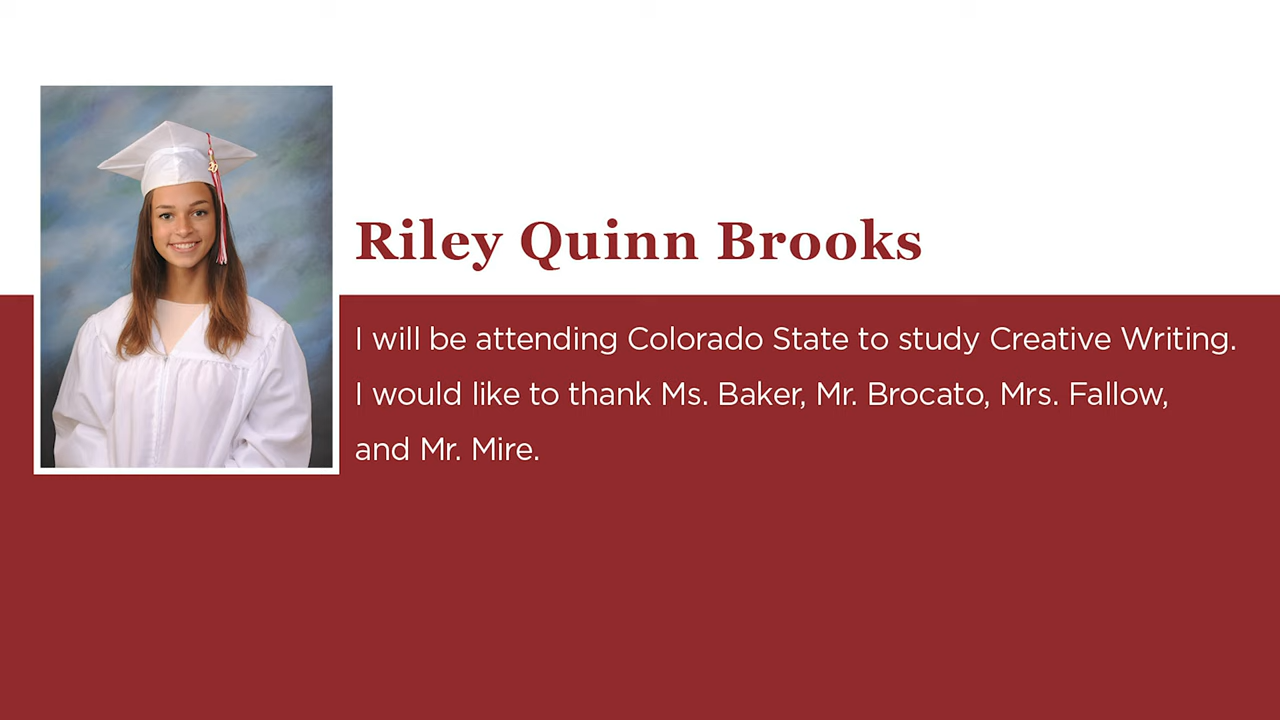 Riley Quinn Brooks
I will be attending Colorado State to study Creative Writing.
I would like to thank Ms. Baker, Mr. Brocato, Mrs. Fallow,
and Mr. Mire.